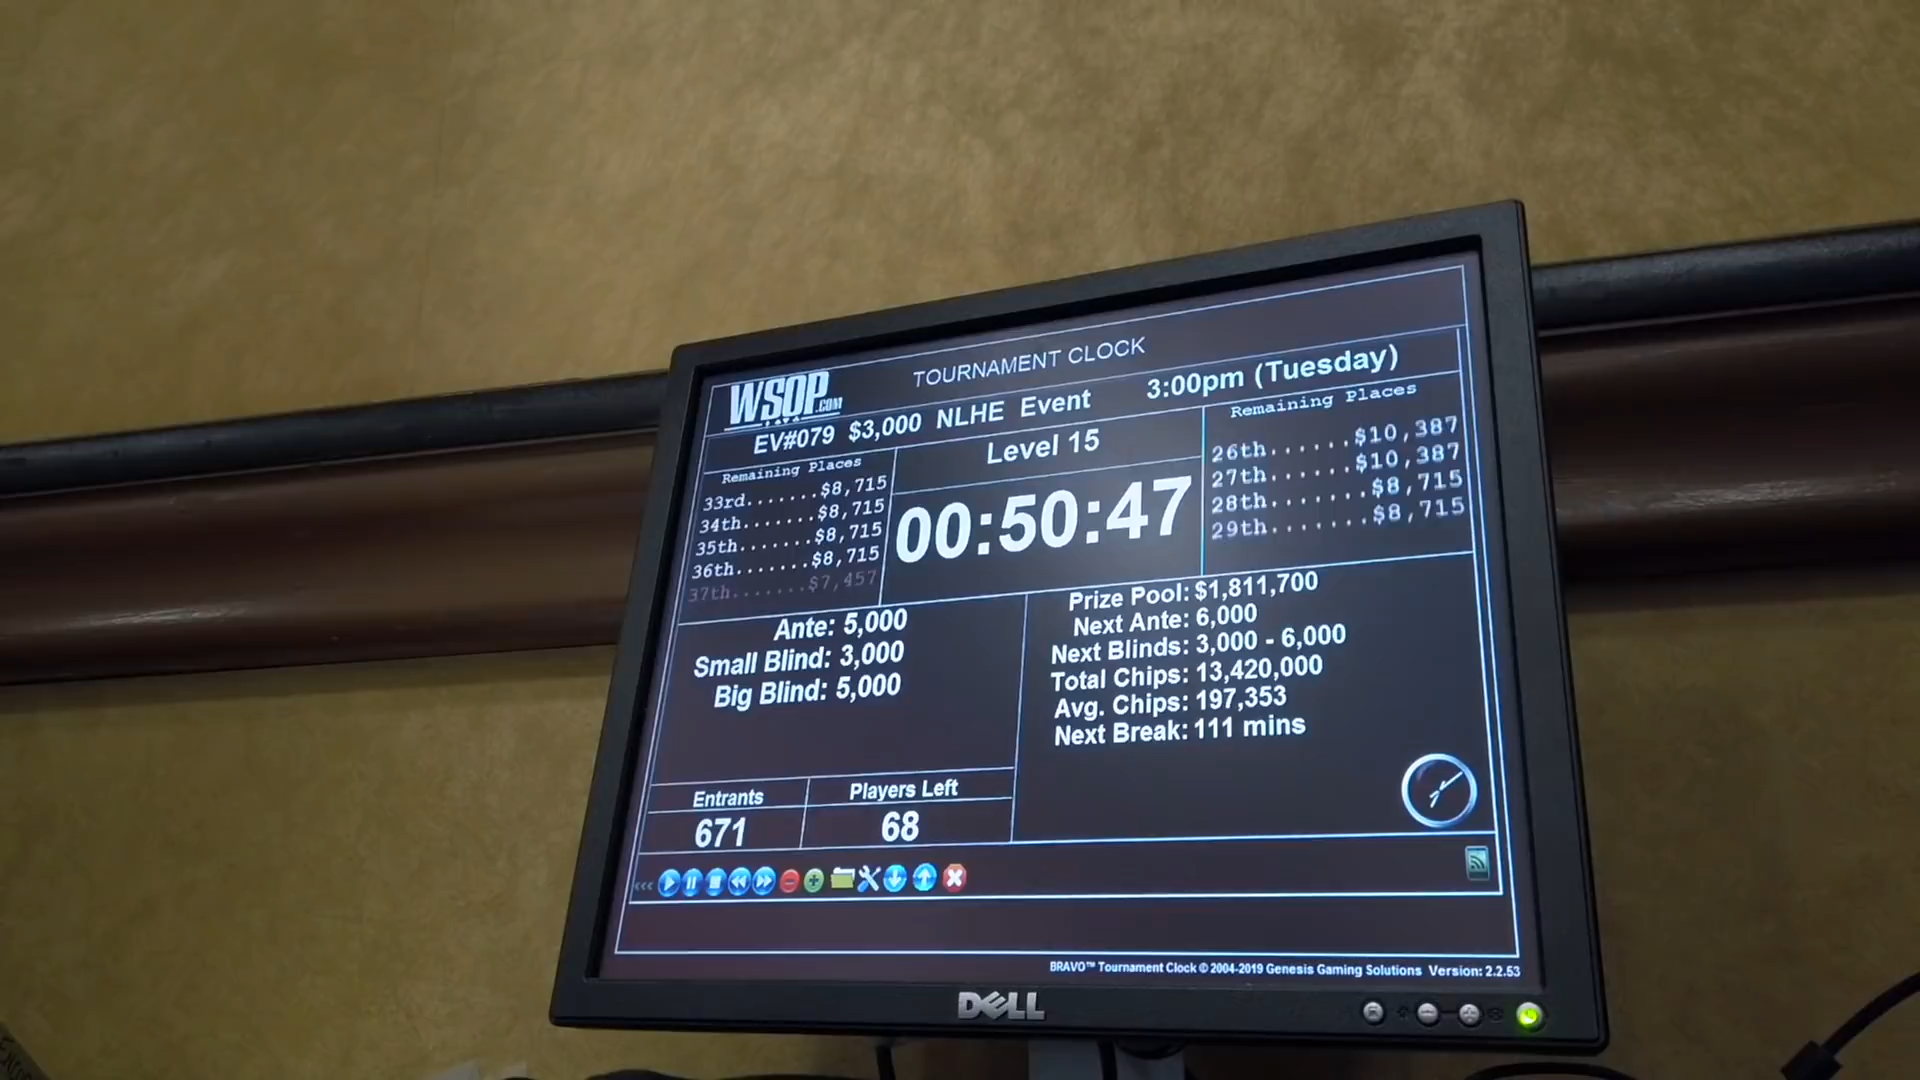 TOURNAMENT CLOCK
WSOP.COM
EV#079 $3,000 NLHE Event 3:00pm (Tuesday)
Remaining Places
33rd.......$8,715
34th.......$8,715
35th.......$8,715
36th.......$8,715
37th.......$7,457
Level 15
00:50:47
Remaining Places
26th......$10,387
27th......$10,387
28th.......$8,715
29th.......$8,715
Ante: 5,000
Small Blind: 3,000
Big Blind: 5,000
Prize Pool: $1,811,700
Next Ante: 6,000
Next Blinds: 3,000 - 6,000
Total Chips: 13,420,000
Avg. Chips: 197,353
Next Break: 111 mins
Entrants
671
Players Left
68
<<<
BRAVO™ Tournament Clock © 2004-2019 Genesis Gaming Solutions Version: 2.2.53
DELL